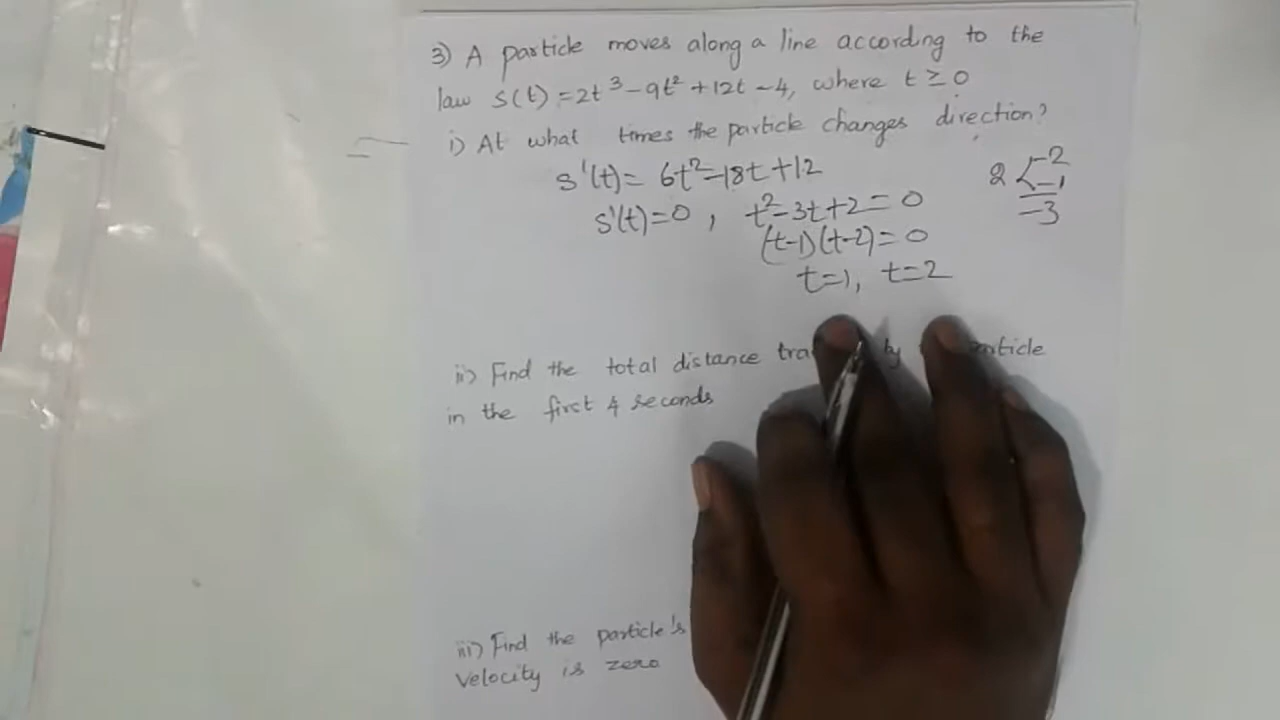 3) A particle moves along a line according to the
law s(t) = 2t³ - 9t² + 12t - 4, where t ≥ 0
i) At what times the particle changes direction?
s'(t) = 6t² - 18t + 12
s'(t) = 0 , t² - 3t + 2 = 0
(t-1)(t-2) = 0
t=1, t=2
2 < -2
-1
-3
ii) Find the total distance by
in the first 4 seconds
iii) Find the particle's
velocity is zero